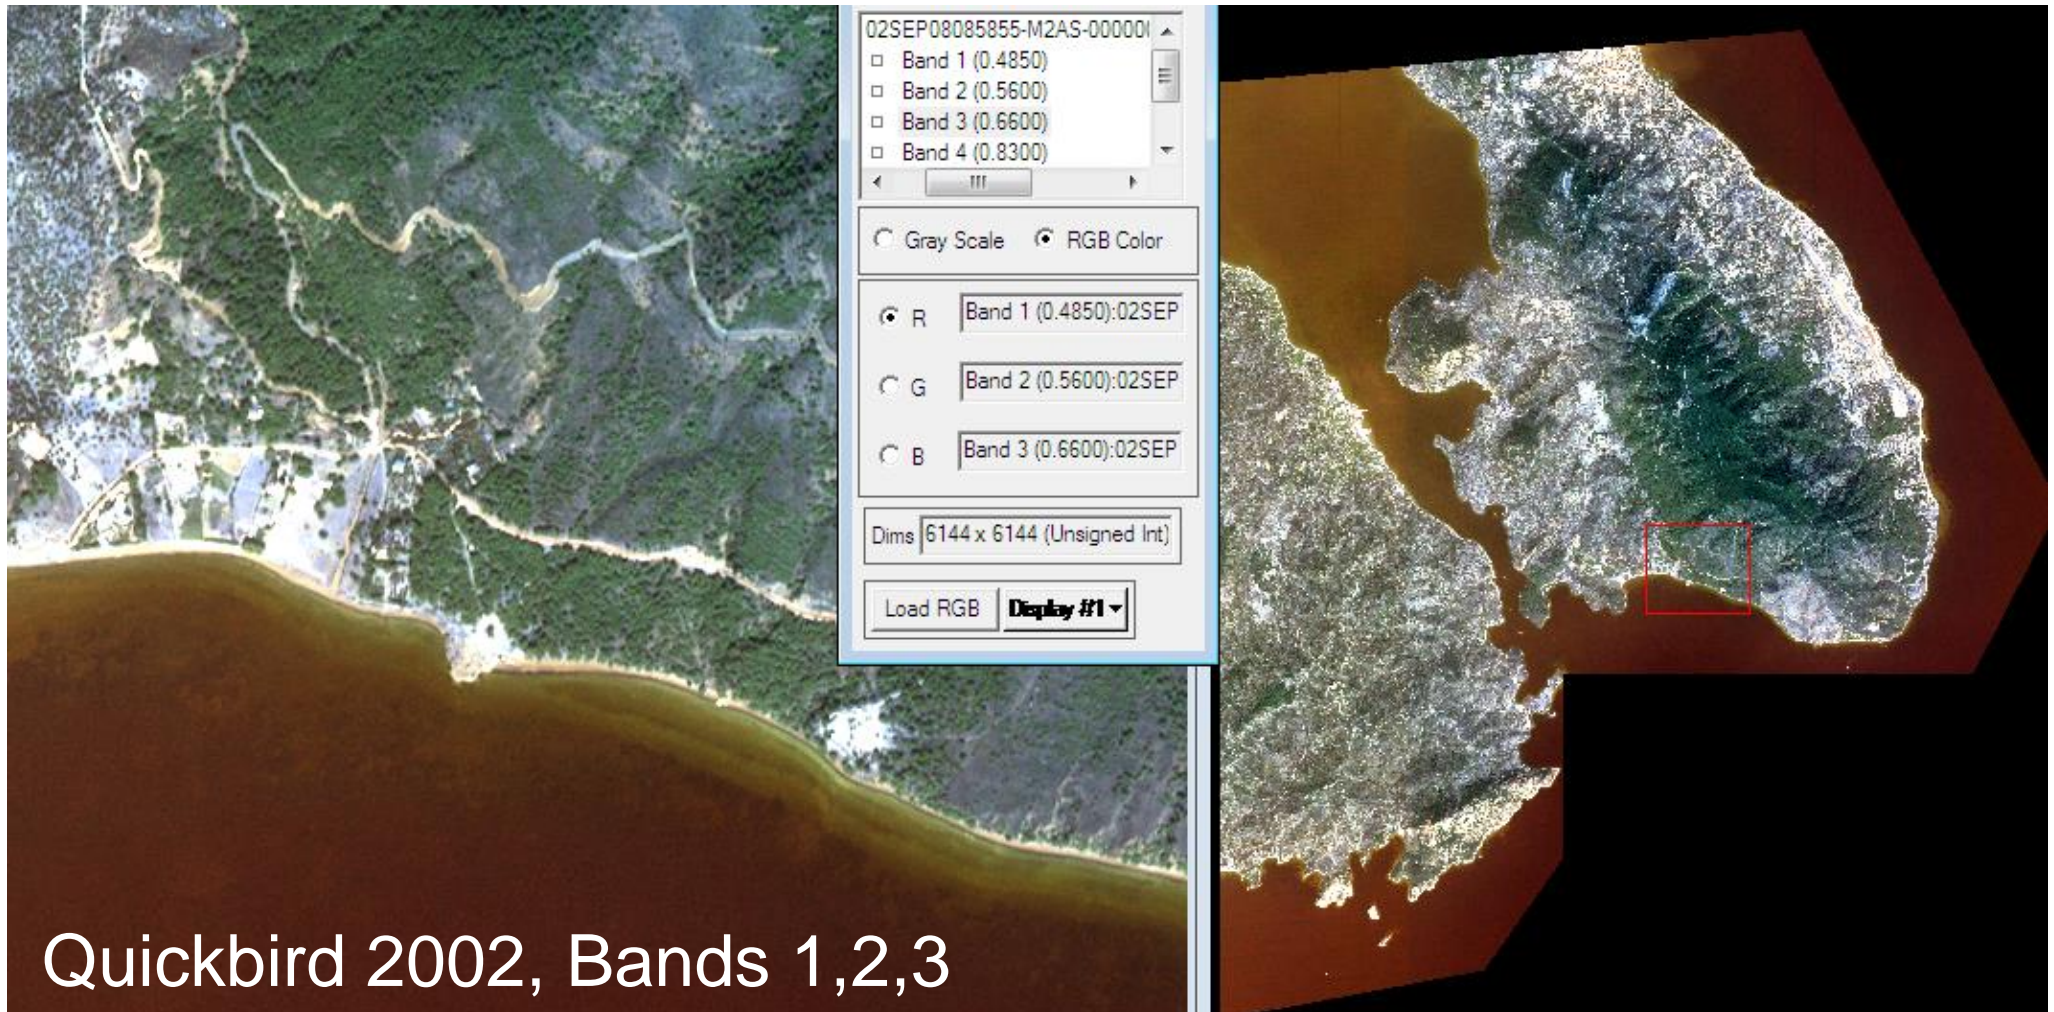 02SEP08085855-M2AS-00000
Band 1 (0.4850)
Band 2 (0.5600)
Band 3 (0.6600)
Band 4 (0.8300)
Gray Scale RGB Color
R Band 1 (0.4850):02SEP
G Band 2 (0.5600):02SEP
B Band 3 (0.6600):02SEP
Dims 6144 x 6144 (Unsigned Int)
Load RGB Display #1
Quickbird 2002, Bands 1,2,3